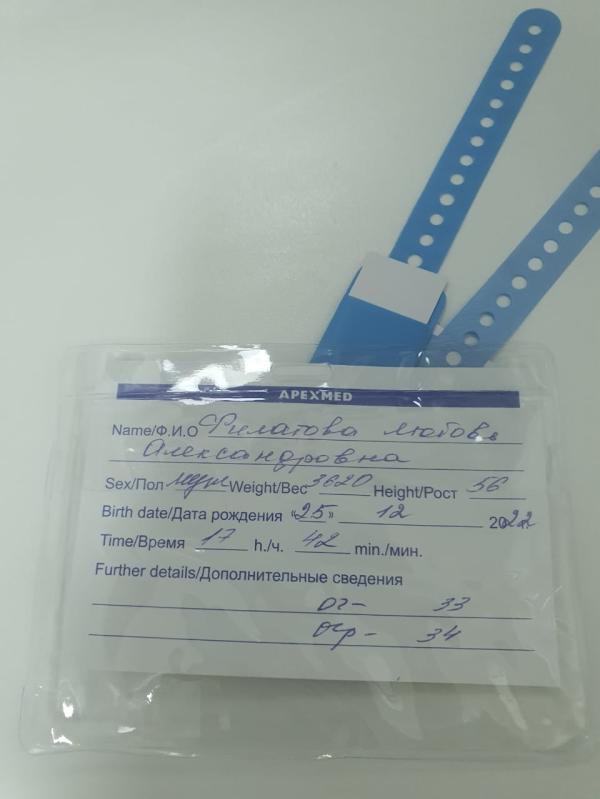 APEXMED
Name/Ф.И.О Филатова Любовь
Александровна
Sex/Пол муж Weight/Вес 3620 Height/Рост 56
Birth date/Дата рождения «25» 12 2022
Time/Время 17 h./ч. 42 min./мин.
Further details/Дополнительные сведения
ог- 33
огр- 34